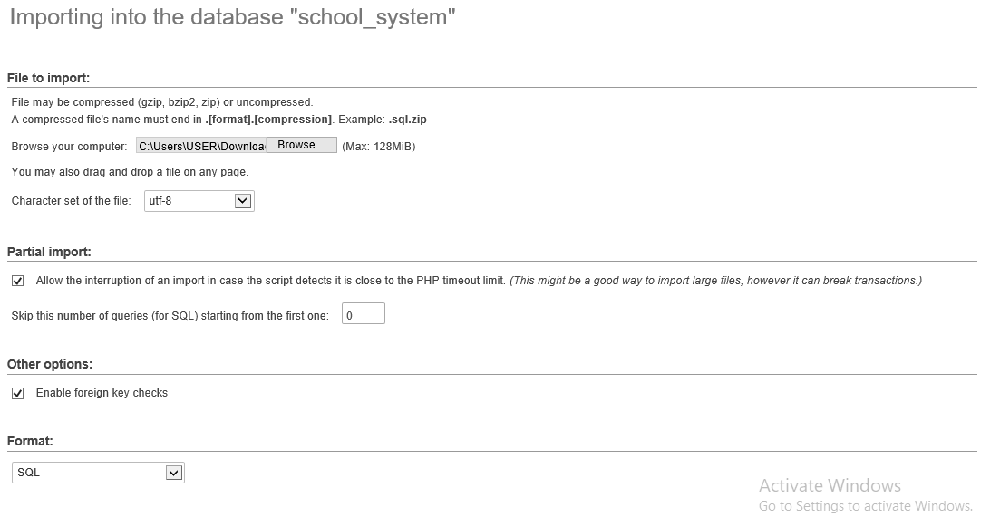 Importing into the database "school_system"
File to import:
File may be compressed (gzip, bzip2, zip) or uncompressed.
A compressed file's name must end in .[format].[compression]. Example: .sql.zip
Browse your computer: C:\Users\USER\Downloa Browse... (Max: 128MiB)
You may also drag and drop a file on any page.
Character set of the file: utf-8
Partial import:
Allow the interruption of an import in case the script detects it is close to the PHP timeout limit. (This might be a good way to import large files, however it can break transactions.)
Skip this number of queries (for SQL) starting from the first one: 0
Other options:
Enable foreign key checks
Format:
SQL
Activate Windows
Go to Settings to activate Windows.